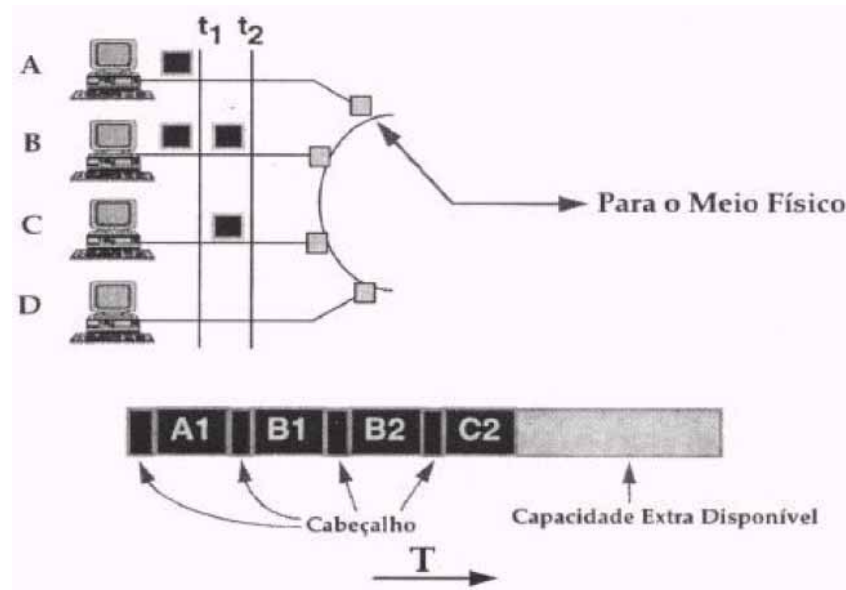 t1 t2
A
B
C
D
Para o Meio Físico
A1 B1 B2 C2
Cabeçalho
Capacidade Extra Disponível
T